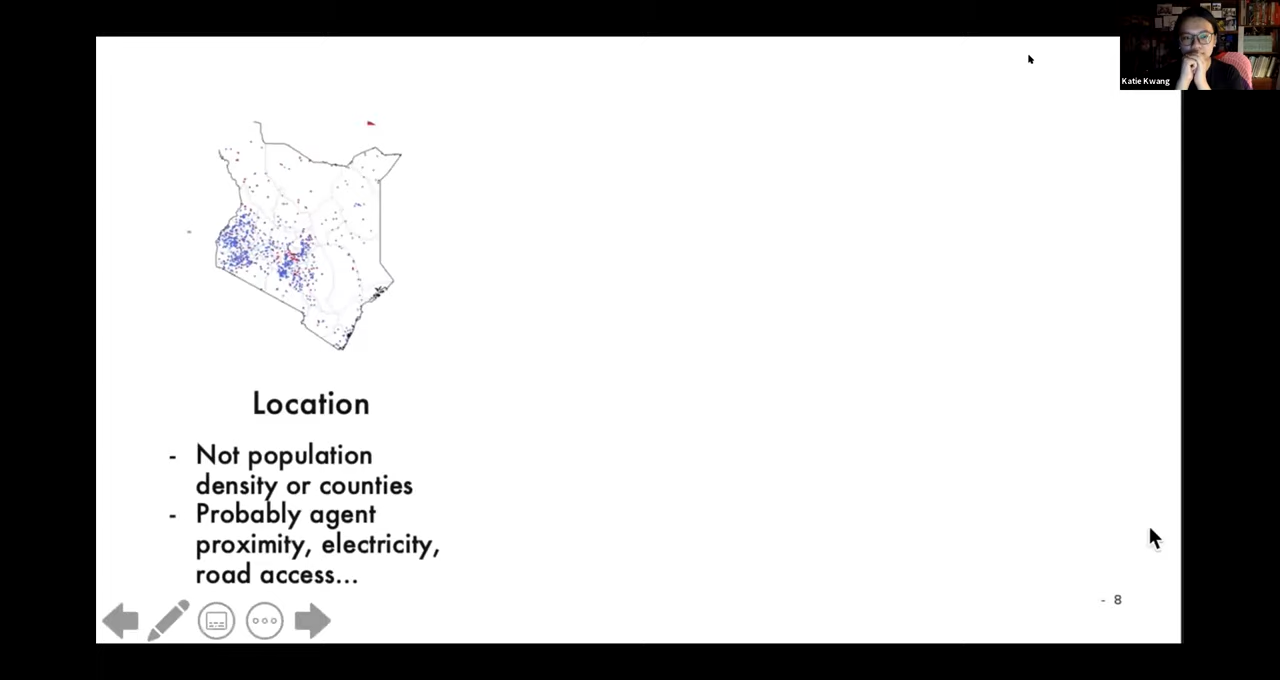 Katie Kwang
Location
- Not population
density or counties
- Probably agent
proximity, electricity,
road access...
- 8